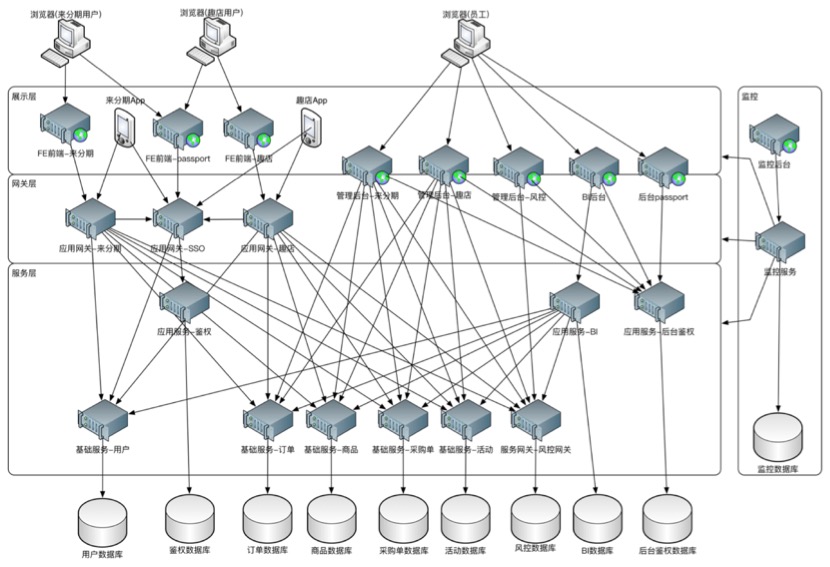 浏览器(来分期用户)
浏览器(趣店用户)
浏览器(员工)
展示层
来分期App
趣店App
监控
FE前端-来分期
FE前端-passport
FE前端-趣店
监控后台
网关层
管理后台-来分期
管理后台-趣店
管理后台-风控
BI后台
后台passport
应用网关-来分期
应用网关-SSO
应用网关-趣店
监控服务
服务层
应用服务-鉴权
应用服务-BI
应用服务-后台鉴权
基础服务-用户
基础服务-订单
基础服务-商品
基础服务-采购单
基础服务-活动
服务网关-风控网关
监控数据库
用户数据库
鉴权数据库
订单数据库
商品数据库
采购单数据库
活动数据库
风控数据库
BI数据库
后台鉴权数据库